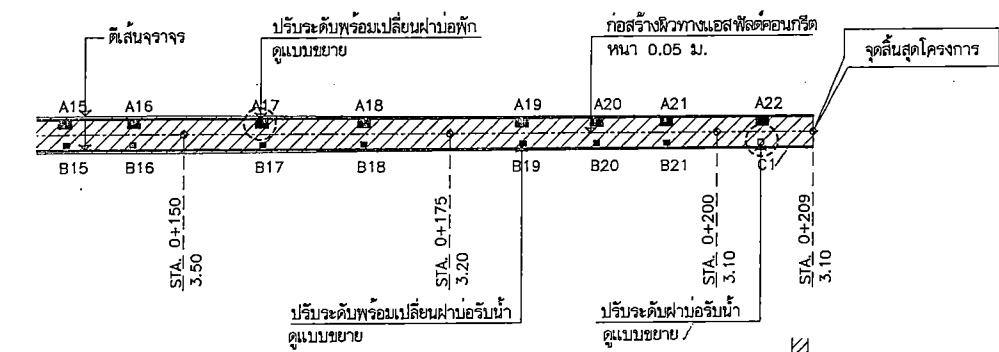 ตีเส้นจราจร
ปรับระดับพร้อมเปลี่ยนฝาบ่อพัก
ดูแบบขยาย
ก่อสร้างผิวทางแอสฟัลต์คอนกรีต
หนา 0.05 ม.
จุดสิ้นสุดโครงการ
A15 A16 A17 A18 A19 A20 A21 A22
B15 B16 B17 B18 B19 B20 B21 C1
STA. 0+150
3.50
STA. 0+175
3.20
STA. 0+200
3.10
STA. 0+209
3.10
ปรับระดับพร้อมเปลี่ยนฝาบ่อรับน้ำ
ดูแบบขยาย
ปรับระดับฝาบ่อรับน้ำ
ดูแบบขยาย